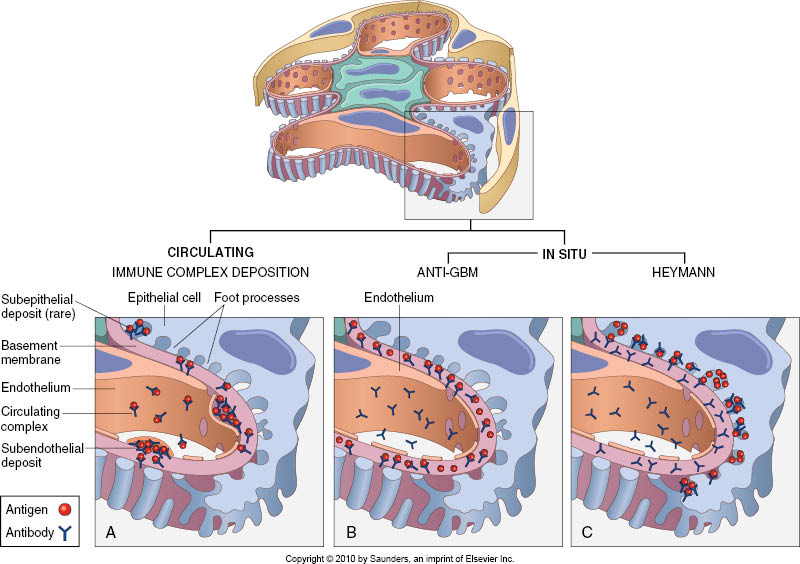 CIRCULATING
IMMUNE COMPLEX DEPOSITION
IN SITU
ANTI-GBM
HEYMANN
Subepithelial
deposit (rare)
Epithelial cell
Foot processes
Endothelium
Basement
membrane
Endothelium
Circulating
complex
Subendothelial
deposit
Antigen
Antibody
A
B
C
Copyright © 2010 by Saunders, an imprint of Elsevier Inc.